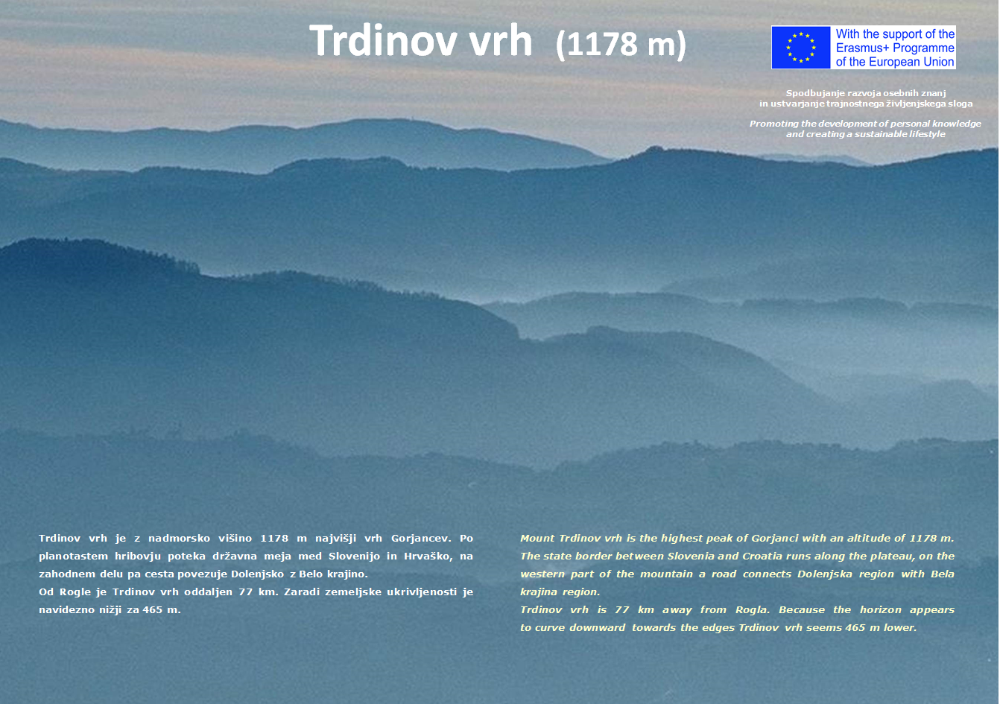 Trdinov vrh (1178 m)
With the support of the
Erasmus+ Programme
of the European Union
Spodbujanje razvoja osebnih znanj
in ustvarjanje trajnostnega življenjskega sloga
Promoting the development of personal knowledge
and creating a sustainable lifestyle
Trdinov vrh je z nadmorsko višino 1178 m najvišji vrh Gorjancev. Po
planotastem hribovju poteka državna meja med Slovenijo in Hrvaško, na
zahodnem delu pa cesta povezuje Dolenjsko z Belo krajino.
Od Rogle je Trdinov vrh oddaljen 77 km. Zaradi zemeljske ukrivljenosti je
navidezno nižji za 465 m.
Mount Trdinov vrh is the highest peak of Gorjanci with an altitude of 1178 m.
The state border between Slovenia and Croatia runs along the plateau, on the
western part of the mountain a road connects Dolenjska region with Bela
krajina region.
Trdinov vrh is 77 km away from Rogla. Because the horizon appears
to curve downward towards the edges Trdinov vrh seems 465 m lower.